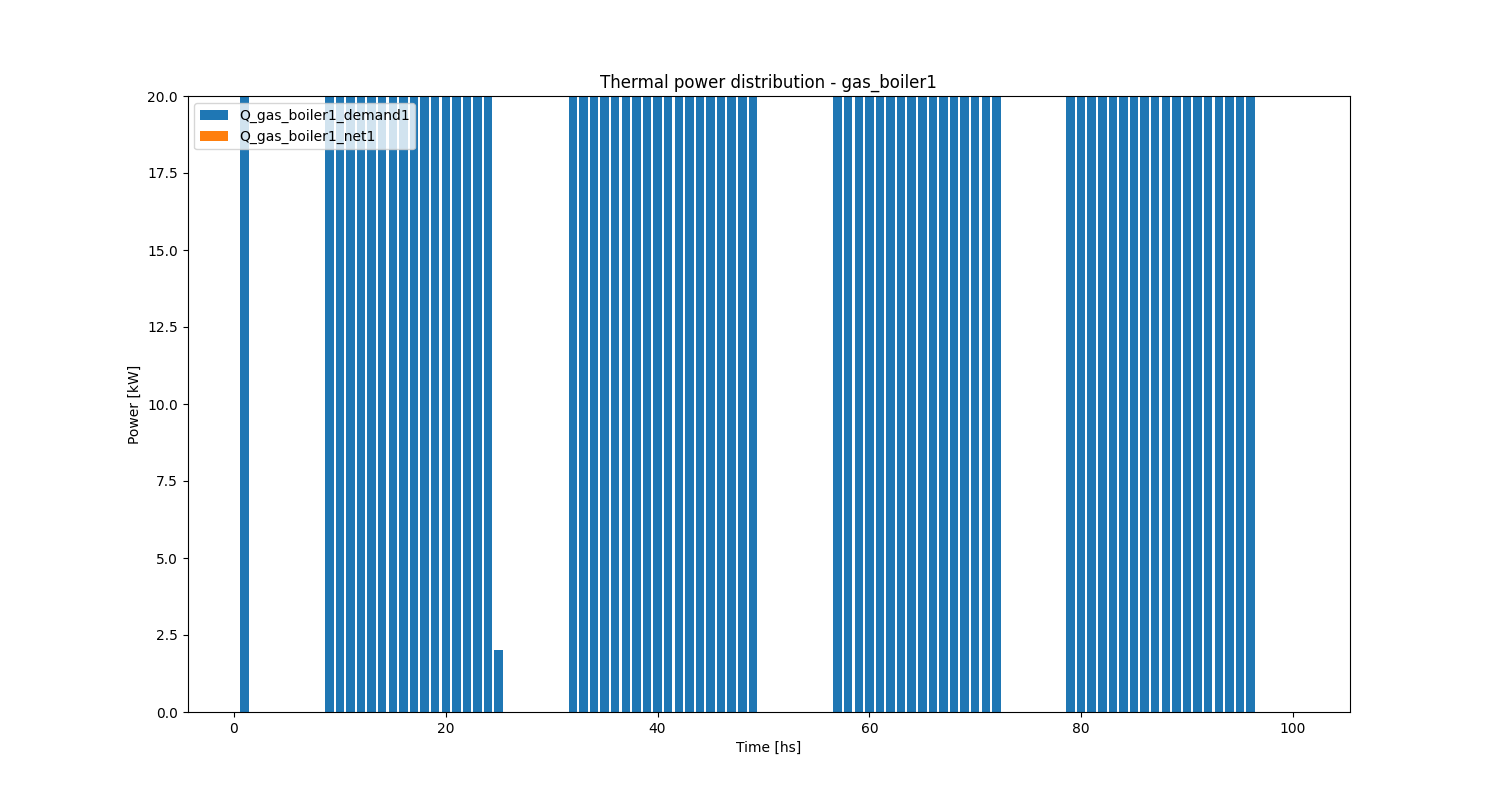 Thermal power distribution - gas_boiler1
Q_gas_boiler1_demand1
Q_gas_boiler1_net1
20.0
17.5
15.0
12.5
10.0
7.5
5.0
2.5
0.0
Power [kW]
0 20 40 60 80 100
Time [hs]